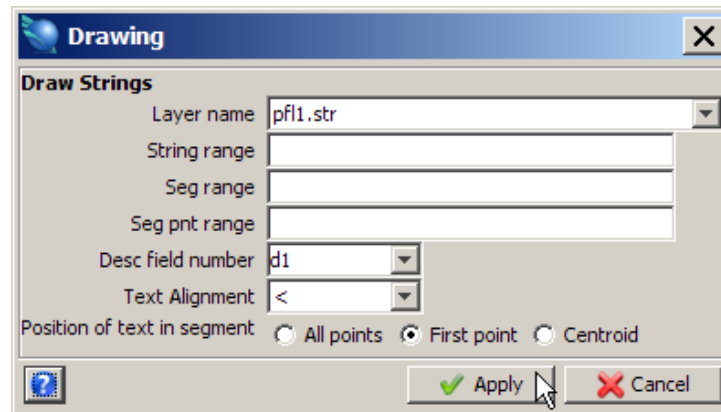 Drawing
Draw Strings
Layer name pfl1.str
String range
Seg range
Seg pnt range
Desc field number d1
Text Alignment <
Position of text in segment All points First point Centroid
? Apply Cancel